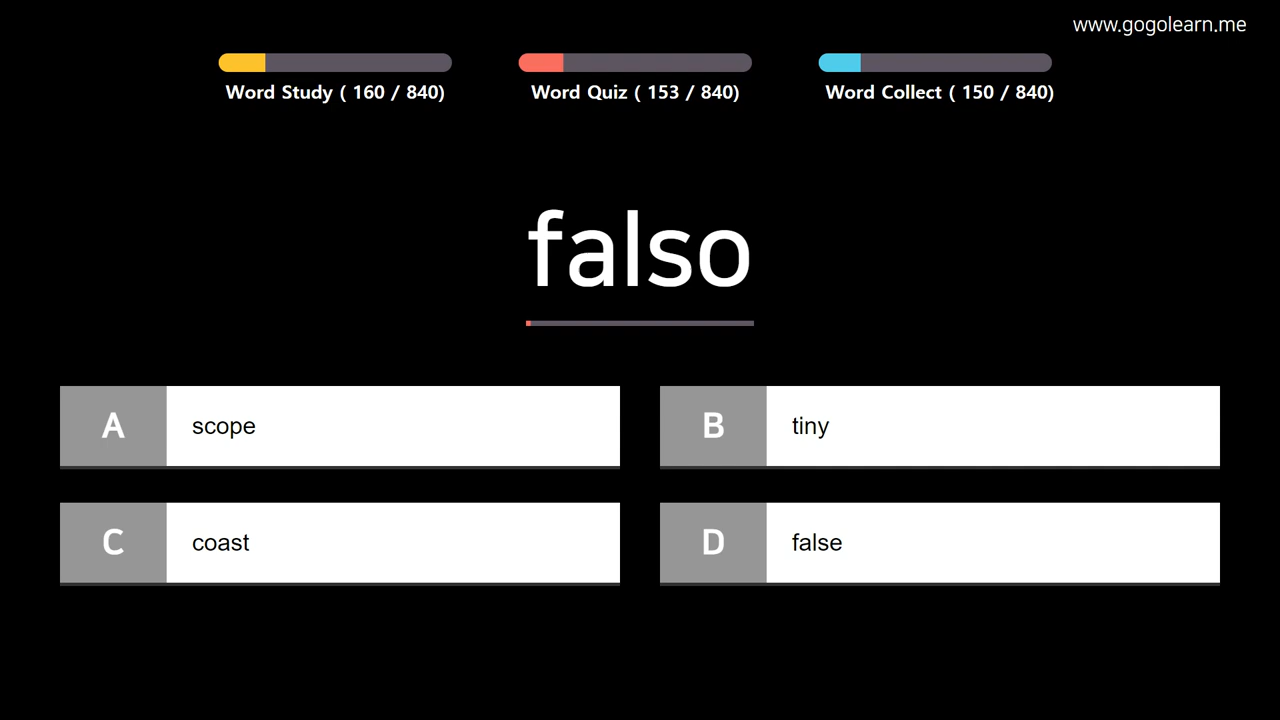 www.gogolearn.me
Word Study ( 160 / 840)
Word Quiz ( 153 / 840)
Word Collect ( 150 / 840)
falso
A scope
B tiny
C coast
D false